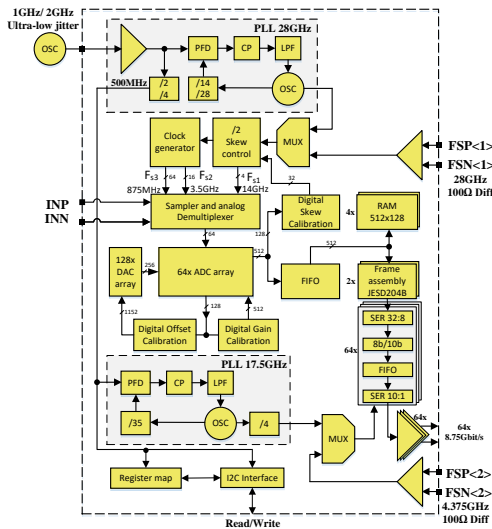 1GHz/ 2GHz
Ultra-low jitter
OSC
PLL 28GHz
PFD
CP
LPF
500MHz
/2
/4
/14
/28
OSC
Clock
generator
/2
Skew
control
MUX
FSP<1>
FSN<1>
28GHz
100Ω Diff
Fs3
64
16
Fs2
4
Fs1
32
875MHz
3.5GHz
14GHz
INP
INN
Sampler and analog
Demultiplexer
Digital
Skew
Calibration
4x
RAM
512x128
64
128
512
512
128x
DAC
array
256
64x ADC array
FIFO
2x
Frame
assembly
JESD204B
1152
128
512
Digital Offset
Calibration
Digital Gain
Calibration
64x
SER 32:8
8b/10b
FIFO
SER 10:1
PLL 17.5GHz
PFD
CP
LPF
/35
OSC
/4
MUX
64x
64x
8.75Gbit/s
Register map
I2C Interface
FSP<2>
FSN<2>
4.375GHz
100Ω Diff
Read/Write